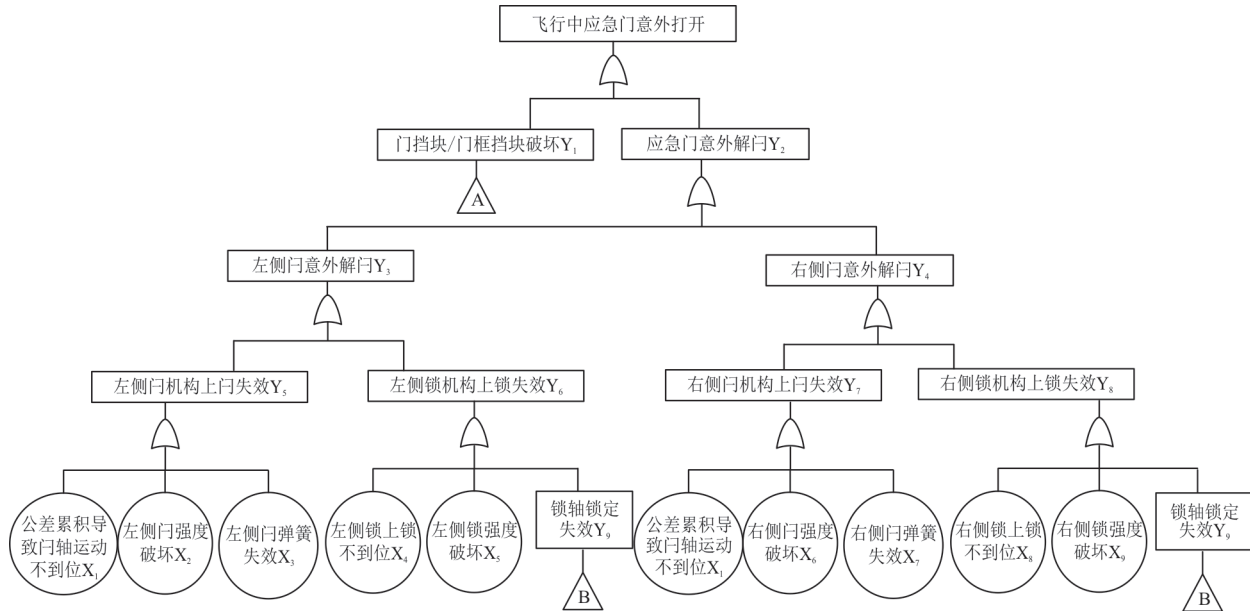 飞行中应急门意外打开
门挡块/门框挡块破坏Y₁
应急门意外解闩Y₂
A
左侧闩意外解闩Y₃
右侧闩意外解闩Y₄
左侧闩机构上闩失效Y₅
左侧锁机构上锁失效Y₆
右侧闩机构上闩失效Y₇
右侧锁机构上锁失效Y₈
公差累积导
致闩轴运动
不到位X₁
左侧闩强度
破坏X₂
左侧闩弹簧
失效X₃
左侧锁上锁
不到位X₄
左侧锁强度
破坏X₅
锁轴锁定
失效Y₉
公差累积导
致闩轴运动
不到位X₁
右侧闩强度
破坏X₆
右侧闩弹簧
失效X₇
右侧锁上锁
不到位X₈
右侧锁强度
破坏X₉
锁轴锁定
失效Y₉
B
B